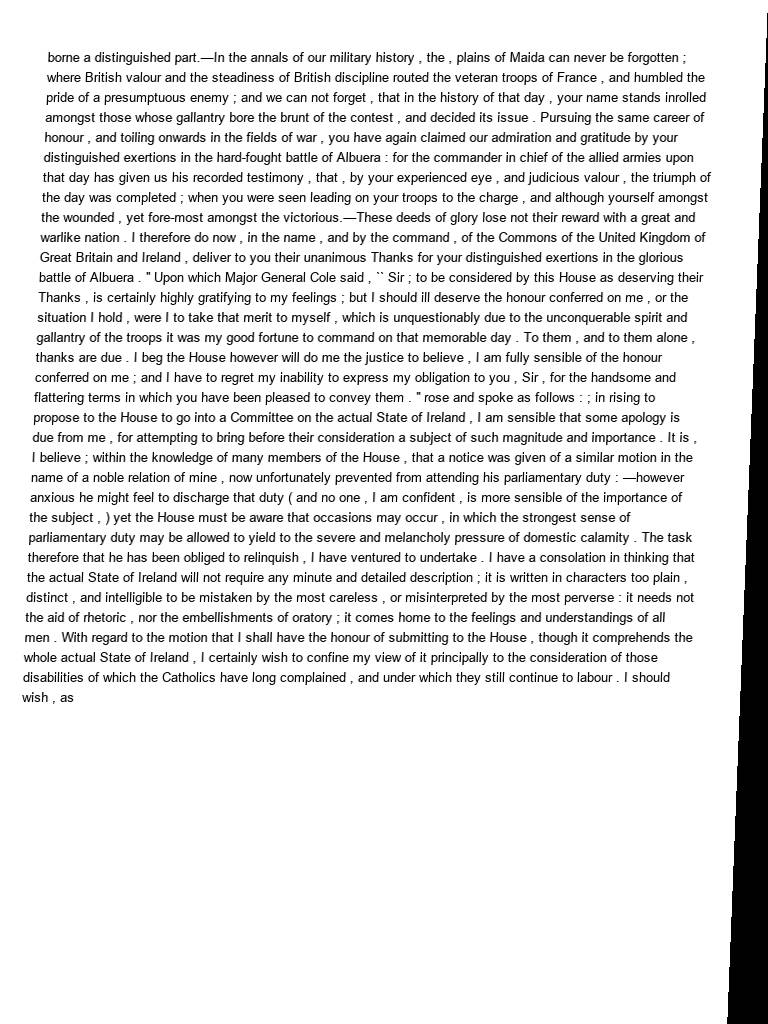 borne a distinguished part.—In the annals of our military history , the , plains of Maida can never be forgotten ;
where British valour and the steadiness of British discipline routed the veteran troops of France , and humbled the
pride of a presumptuous enemy ; and we can not forget , that in the history of that day , your name stands inrolled
amongst those whose gallantry bore the brunt of the contest , and decided its issue . Pursuing the same career of
honour , and toiling onwards in the fields of war , you have again claimed our admiration and gratitude by your
distinguished exertions in the hard-fought battle of Albuera : for the commander in chief of the allied armies upon
that day has given us his recorded testimony , that , by your experienced eye , and judicious valour , the triumph of
the day was completed ; when you were seen leading on your troops to the charge , and although yourself amongst
the wounded , yet fore-most amongst the victorious.—These deeds of glory lose not their reward with a great and
warlike nation . I therefore do now , in the name , and by the command , of the Commons of the United Kingdom of
Great Britain and Ireland , deliver to you their unanimous Thanks for your distinguished exertions in the glorious
battle of Albuera . " Upon which Major General Cole said , `` Sir ; to be considered by this House as deserving their
Thanks , is certainly highly gratifying to my feelings ; but I should ill deserve the honour conferred on me , or the
situation I hold , were I to take that merit to myself , which is unquestionably due to the unconquerable spirit and
gallantry of the troops it was my good fortune to command on that memorable day . To them , and to them alone ,
thanks are due . I beg the House however will do me the justice to believe , I am fully sensible of the honour
conferred on me ; and I have to regret my inability to express my obligation to you , Sir , for the handsome and
flattering terms in which you have been pleased to convey them . " rose and spoke as follows : ; in rising to
propose to the House to go into a Committee on the actual State of Ireland , I am sensible that some apology is
due from me , for attempting to bring before their consideration a subject of such magnitude and importance . It is ,
I believe ; within the knowledge of many members of the House , that a notice was given of a similar motion in the
name of a noble relation of mine , now unfortunately prevented from attending his parliamentary duty : —however
anxious he might feel to discharge that duty ( and no one , I am confident , is more sensible of the importance of
the subject , ) yet the House must be aware that occasions may occur , in which the strongest sense of
parliamentary duty may be allowed to yield to the severe and melancholy pressure of domestic calamity . The task
therefore that he has been obliged to relinquish , I have ventured to undertake . I have a consolation in thinking that
the actual State of Ireland will not require any minute and detailed description ; it is written in characters too plain ,
distinct , and intelligible to be mistaken by the most careless , or misinterpreted by the most perverse : it needs not
the aid of rhetoric , nor the embellishments of oratory ; it comes home to the feelings and understandings of all
men . With regard to the motion that I shall have the honour of submitting to the House , though it comprehends the
whole actual State of Ireland , I certainly wish to confine my view of it principally to the consideration of those
disabilities of which the Catholics have long complained , and under which they still continue to labour . I should
wish , as